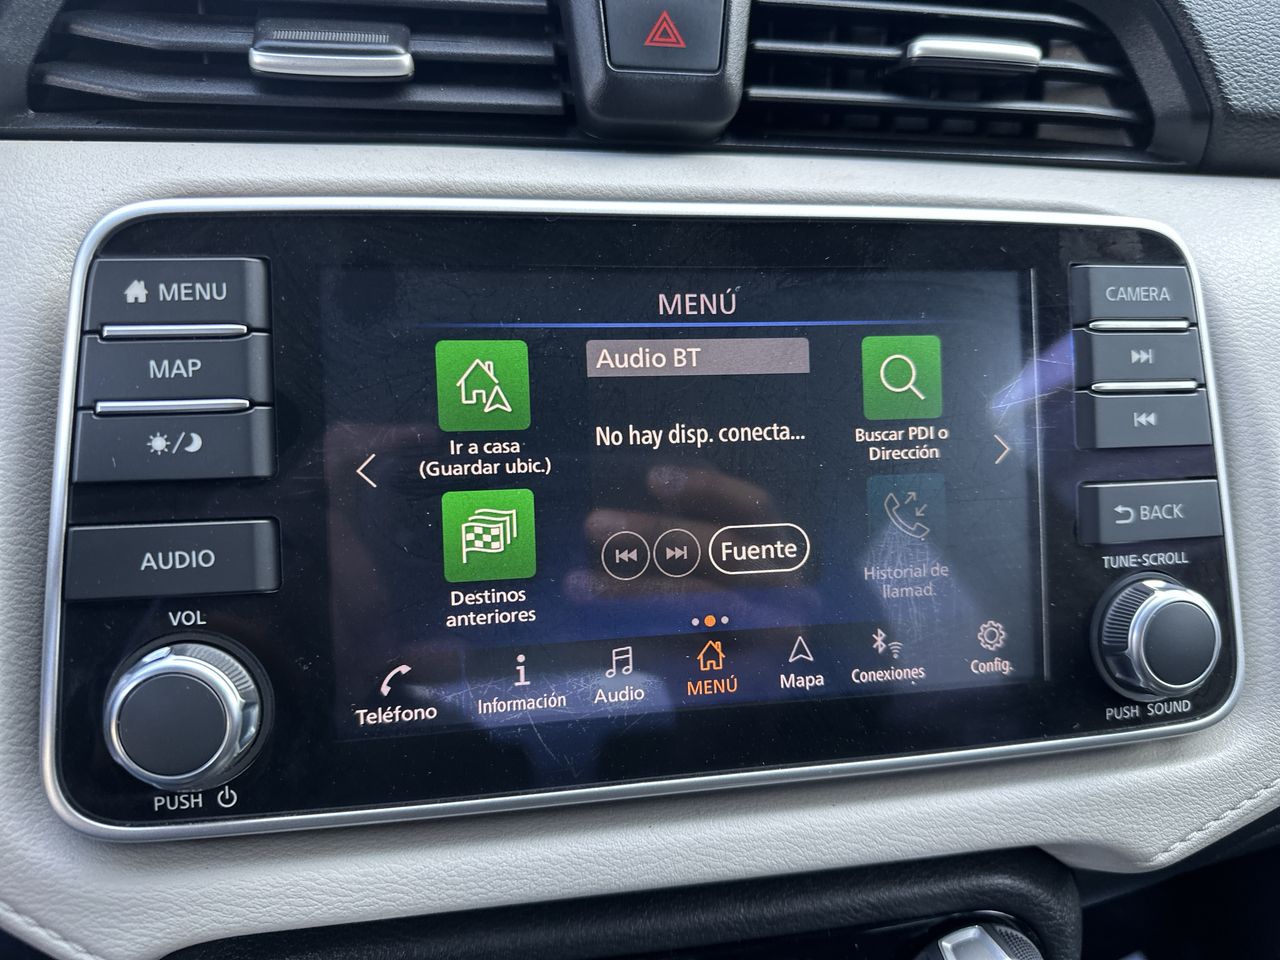 MENU
MAP
AUDIO
VOL
PUSH
MENÚ
Audio BT
No hay disp. conecta...
Fuente
Ir a casa
(Guardar ubic.)
Destinos
anteriores
Buscar PDI o
Dirección
Historial de
llamad.
Teléfono
Información
Audio
MENÚ
Mapa
Conexiones
Config.
CAMERA
BACK
TUNE·SCROLL
PUSH SOUND